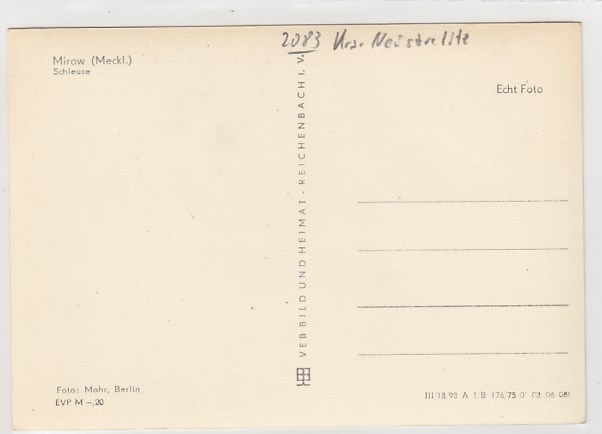 2083 Krs. Neustrelitz
Mirow (Meckl.)
Schleuse
Echt Foto
VEB BILD UND HEIMAT - REICHENBACH I. V.
Foto: Mohr, Berlin
EVP M –,20
III/18/98 A 1/B 176/75 01 03 06 081